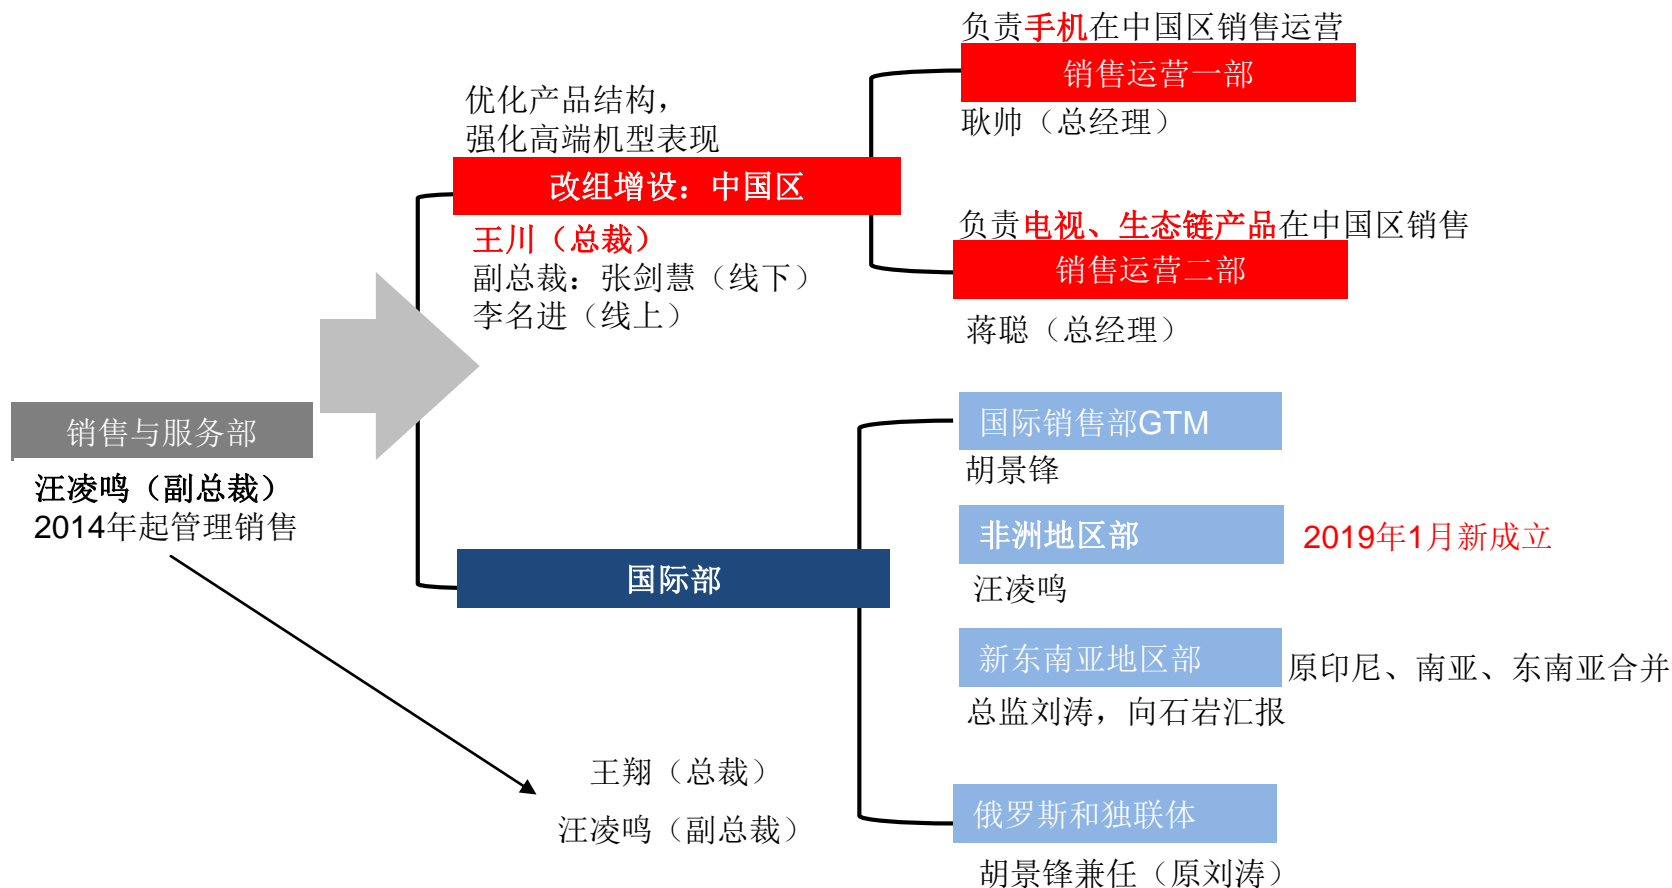 负责手机在中国区销售运营
销售运营一部
耿帅（总经理）
优化产品结构，
强化高端机型表现
改组增设：中国区
王川（总裁）
副总裁：张剑慧（线下）
李名进（线上）
负责电视、生态链产品在中国区销售
销售运营二部
蒋聪（总经理）
销售与服务部
汪凌鸣（副总裁）
2014年起管理销售
国际部
王翔（总裁）
汪凌鸣（副总裁）
国际销售部GTM
胡景锋
非洲地区部
2019年1月新成立
汪凌鸣
新东南亚地区部
原印尼、南亚、东南亚合并
总监刘涛，向石岩汇报
俄罗斯和独联体
胡景锋兼任（原刘涛）